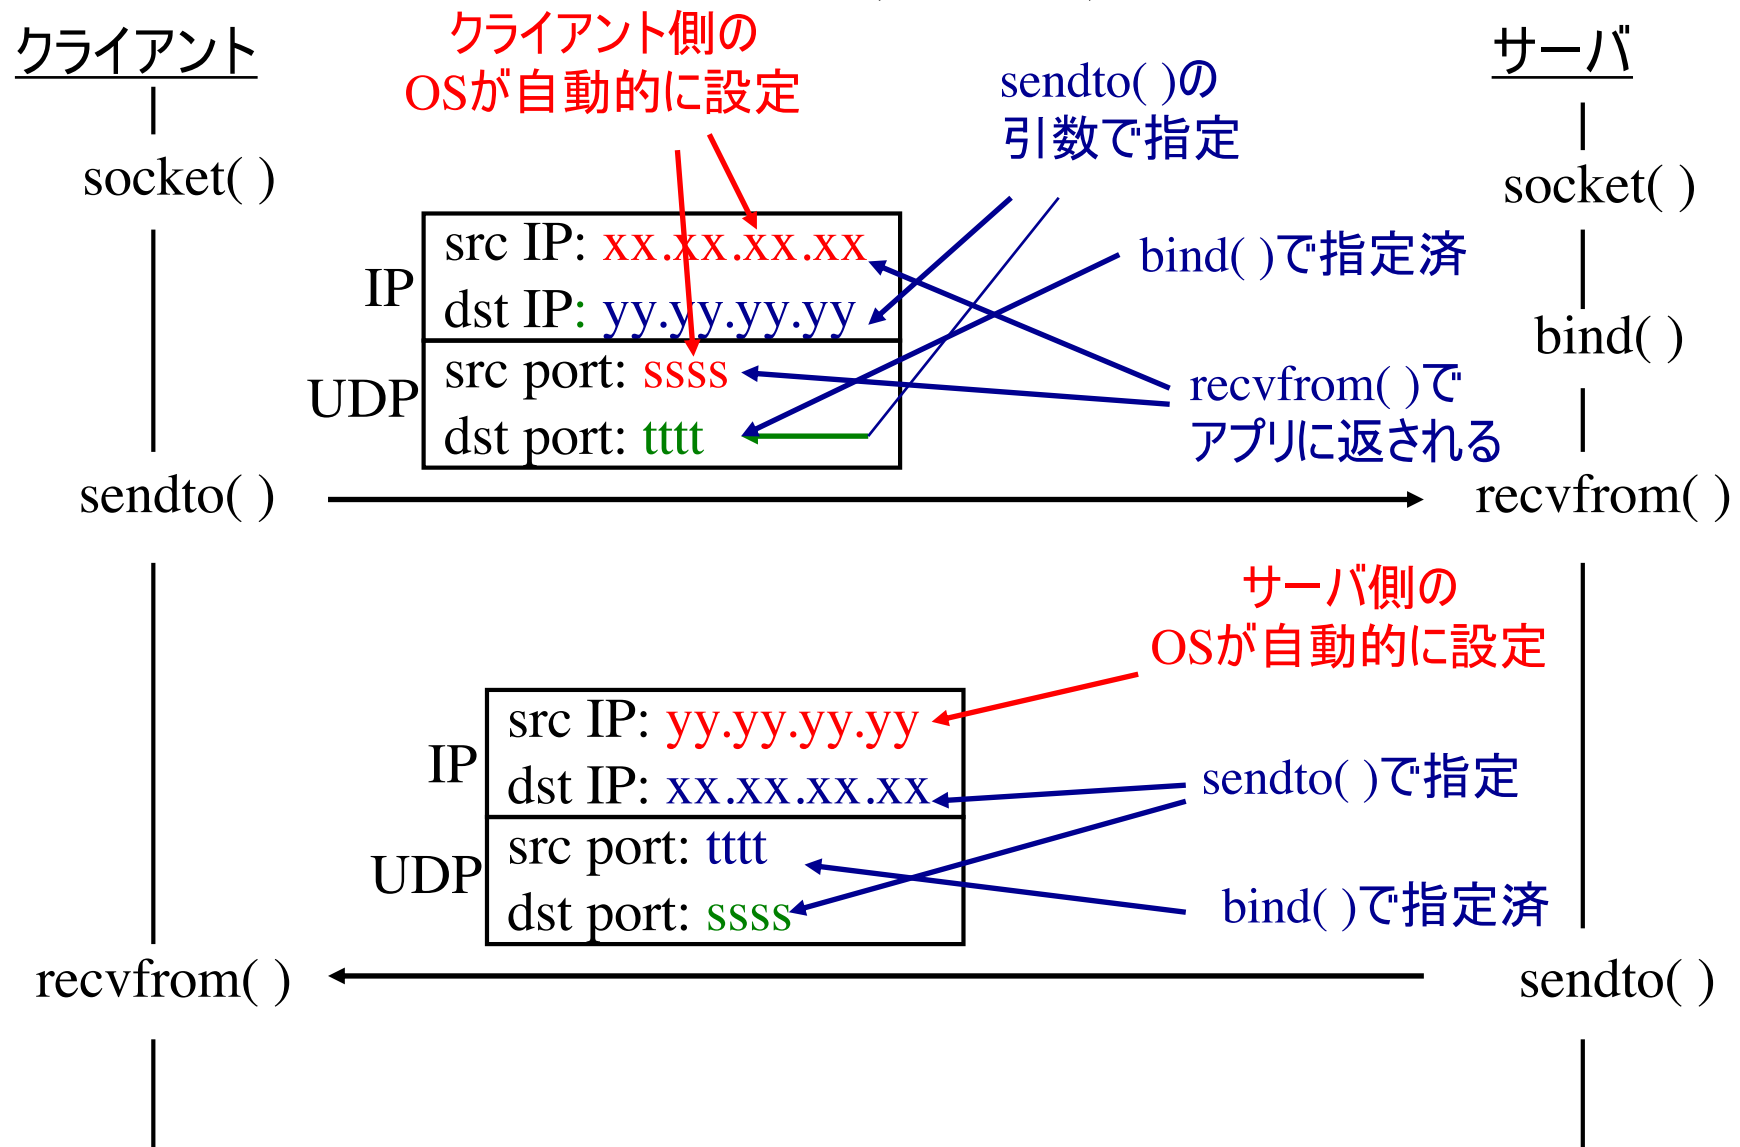 クライアント
クライアント側の
OSが自動的に設定
sendto( )の
引数で指定
サーバ
socket( )
socket( )
IP
src IP: xx.xx.xx.xx
dst IP: yy.yy.yy.yy
bind( )で指定済
bind( )
UDP
src port: ssss
dst port: tttt
recvfrom( )で
アプリに返される
sendto( )
recvfrom( )
サーバ側の
OSが自動的に設定
IP
src IP: yy.yy.yy.yy
dst IP: xx.xx.xx.xx
sendto( )で指定
UDP
src port: tttt
dst port: ssss
bind( )で指定済
recvfrom( )
sendto( )